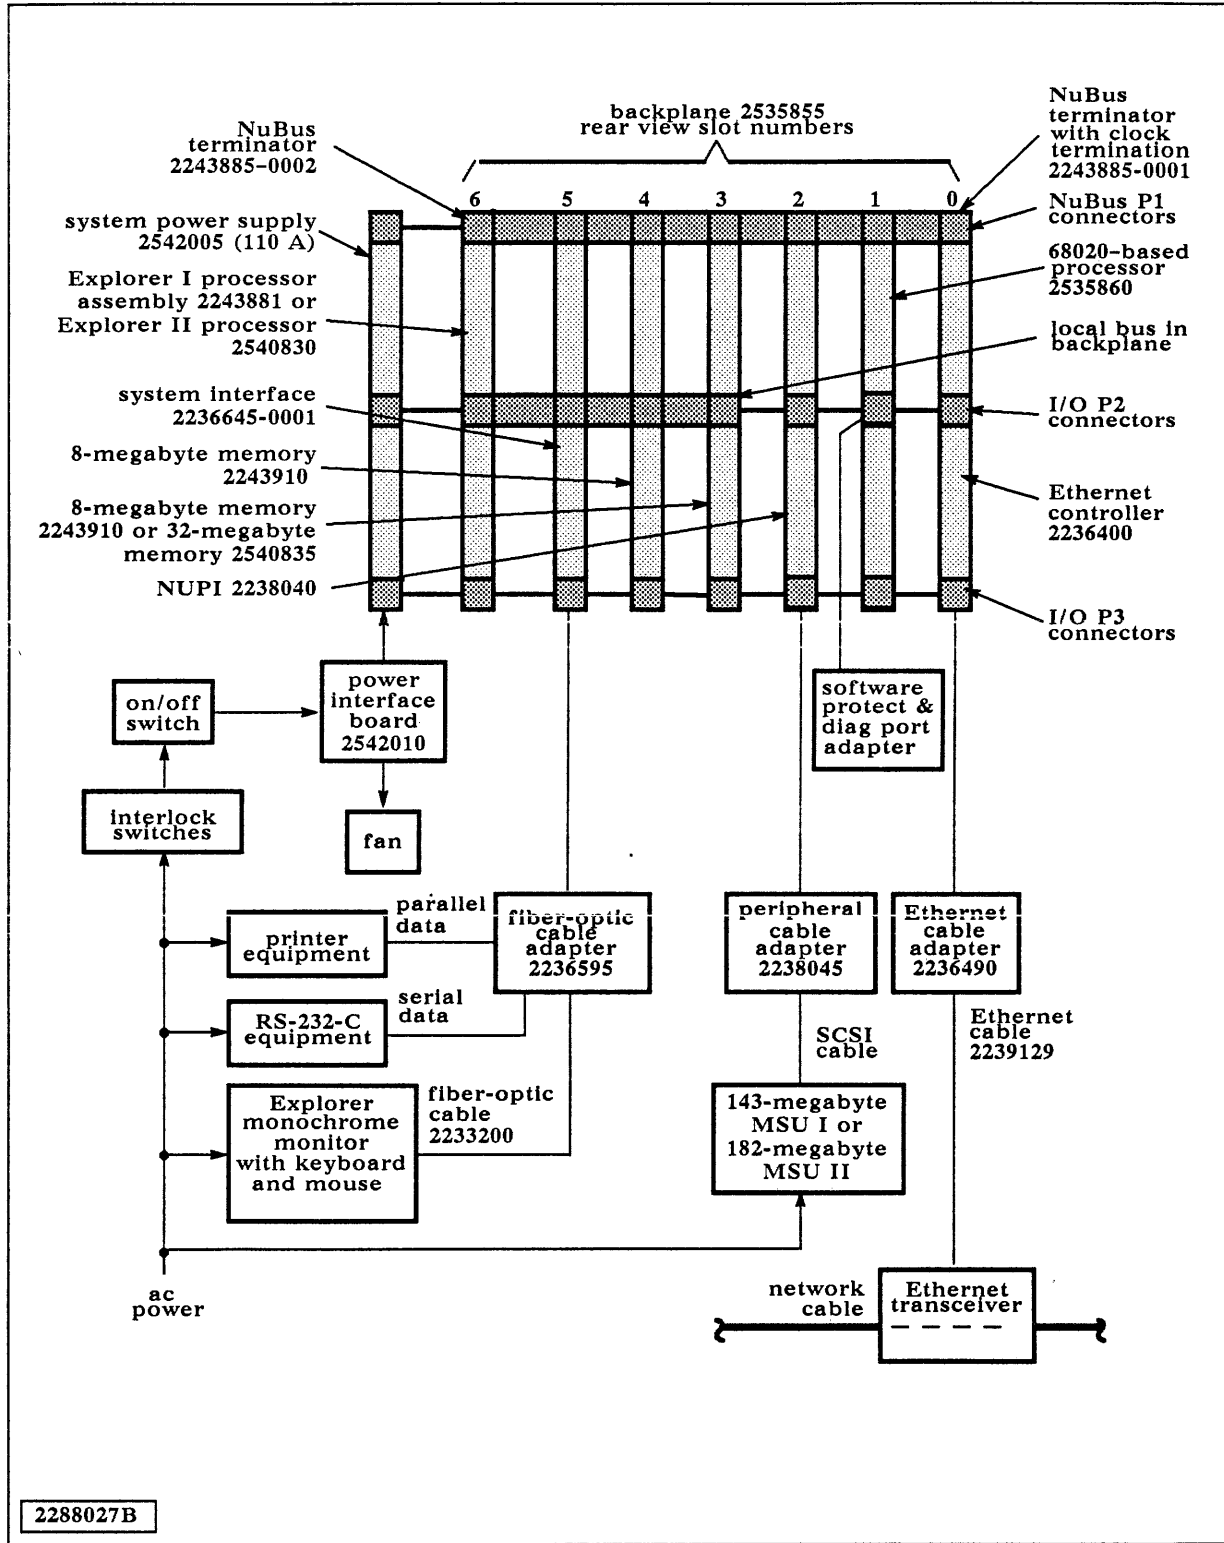 backplane 2535855
rear view slot numbers
NuBus
terminator
2243885-0002
NuBus
terminator
with clock
termination
2243885-0001
6 5 4 3 2 1 0
system power supply
2542005 (110 A)
Explorer I processor
assembly 2243881 or
Explorer II processor
2540830
system interface
2236645-0001
8-megabyte memory
2243910
8-megabyte memory
2243910 or 32-megabyte
memory 2540835
NUPI 2238040
NuBus P1
connectors
68020-based
processor
2535860
local bus in
backplane
I/O P2
connectors
Ethernet
controller
2236400
I/O P3
connectors
on/off
switch
power
interface
board
2542010
software
protect &
diag port
adapter
interlock
switches
fan
printer
equipment
parallel
data
fiber-optic
cable
adapter
2236595
peripheral
cable
adapter
2238045
Ethernet
cable
adapter
2236490
RS-232-C
equipment
serial
data
SCSI
cable
Ethernet
cable
2239129
Explorer
monochrome
monitor
with keyboard
and mouse
fiber-optic
cable
2233200
143-megabyte
MSU I or
182-megabyte
MSU II
ac
power
network
cable
Ethernet
transceiver
2288027B